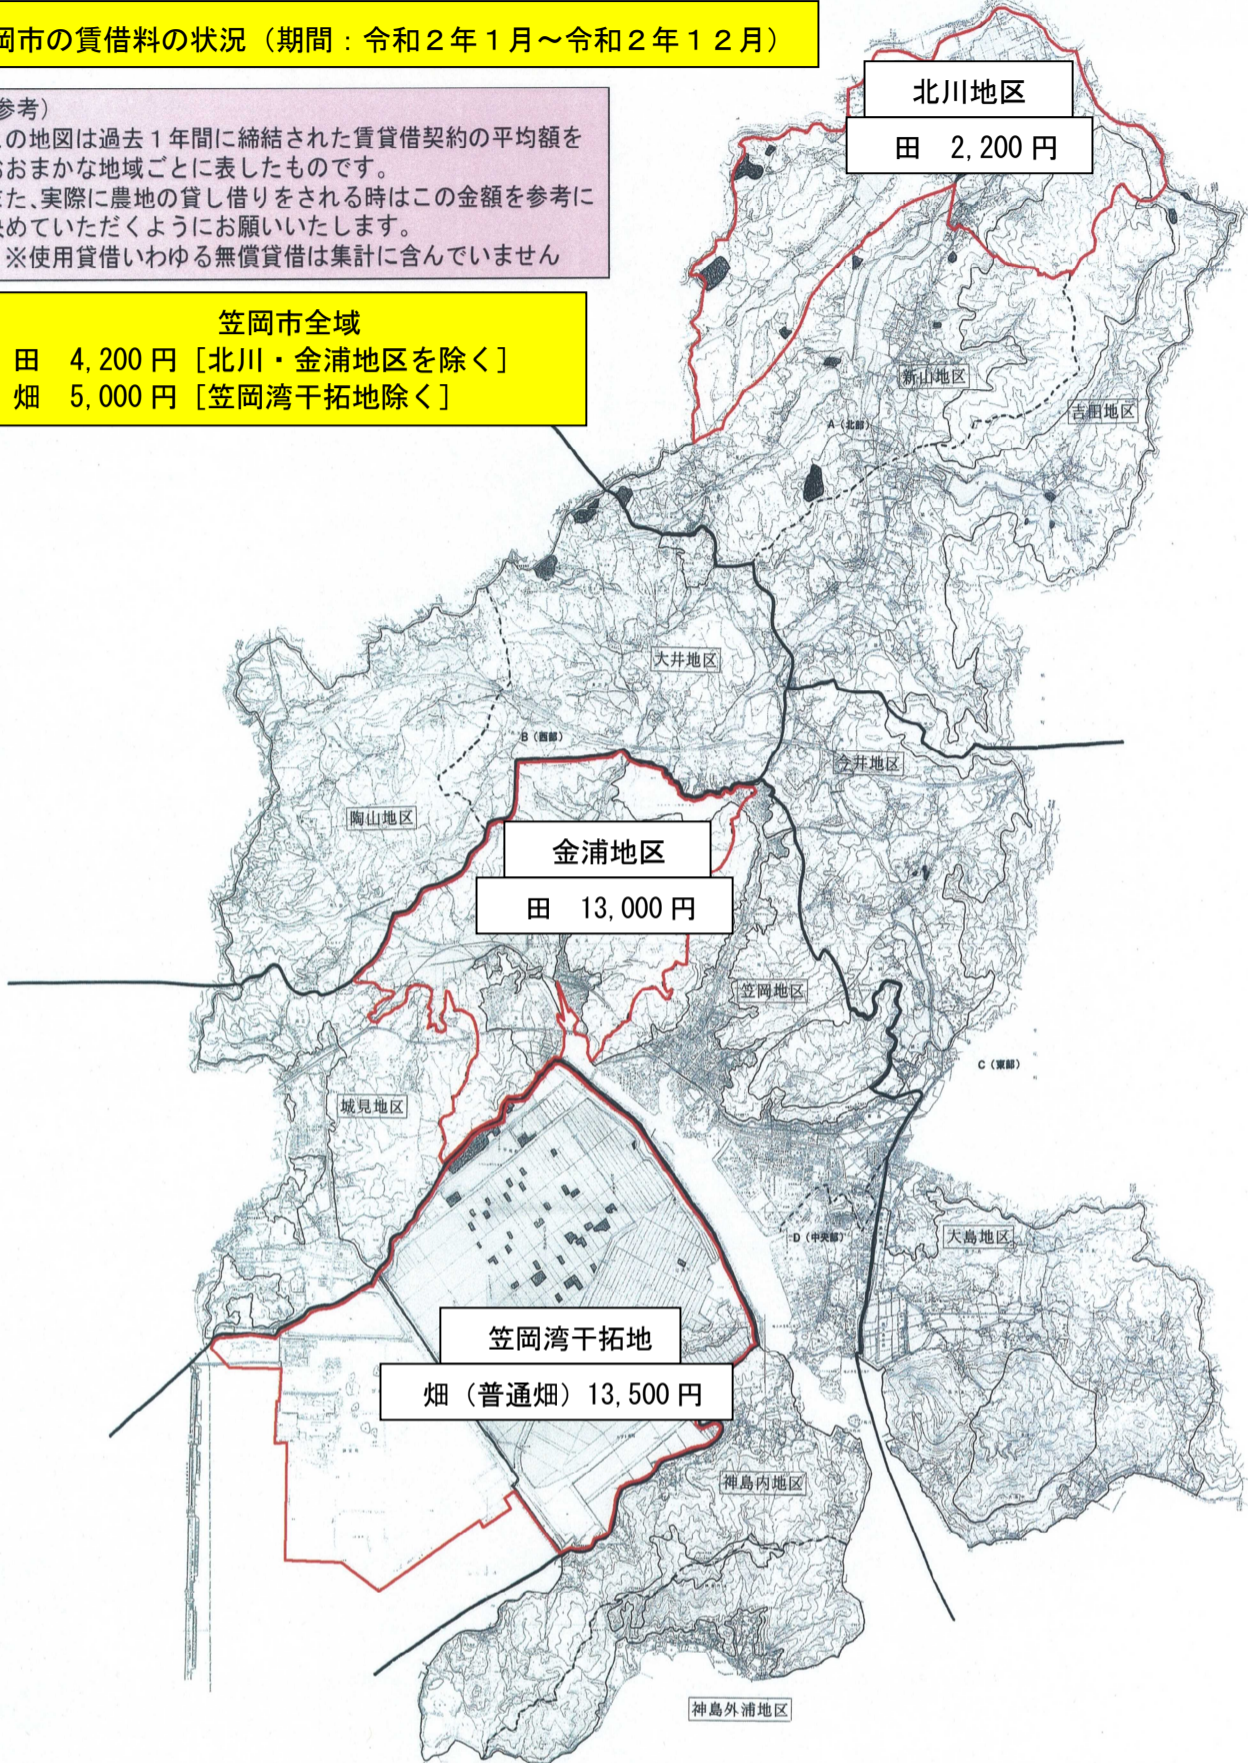 岡市の賃借料の状況（期間：令和２年１月～令和２年１２月）
参考）
の地図は過去１年間に締結された賃貸借契約の平均額を
おおまかな地域ごとに表したものです。
また、実際に農地の貸し借りをされる時はこの金額を参考に
決めていただくようにお願いいたします。
※使用貸借いわゆる無償貸借は集計に含んでいません
笠岡市全域
田　4,200 円［北川・金浦地区を除く］
畑　5,000 円［笠岡湾干拓地除く］
北川地区
田　2,200 円
新山地区
吉田地区
A（北部）
大井地区
B（西部）
今井地区
陶山地区
金浦地区
田　13,000 円
笠岡地区
C（東部）
城見地区
D（中央部）
大島地区
笠岡湾干拓地
畑（普通畑）13,500 円
神島内地区
神島外浦地区